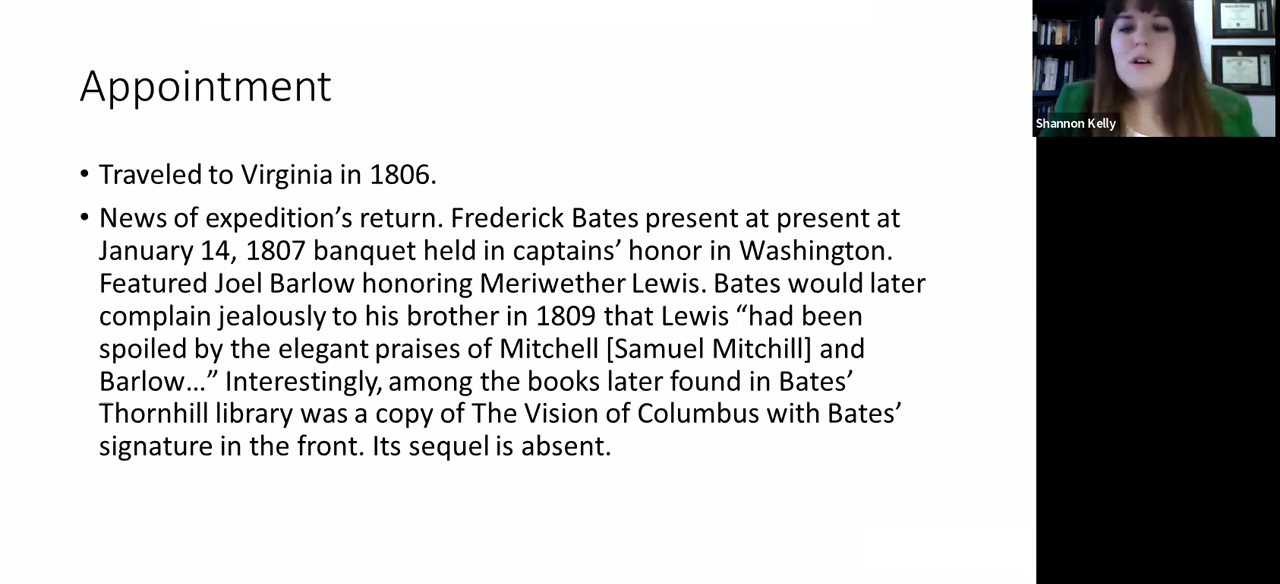 Appointment
• Traveled to Virginia in 1806.
• News of expedition’s return. Frederick Bates present at present at
January 14, 1807 banquet held in captains’ honor in Washington.
Featured Joel Barlow honoring Meriwether Lewis. Bates would later
complain jealously to his brother in 1809 that Lewis “had been
spoiled by the elegant praises of Mitchell [Samuel Mitchill] and
Barlow…” Interestingly, among the books later found in Bates’
Thornhill library was a copy of The Vision of Columbus with Bates’
signature in the front. Its sequel is absent.
Shannon Kelly